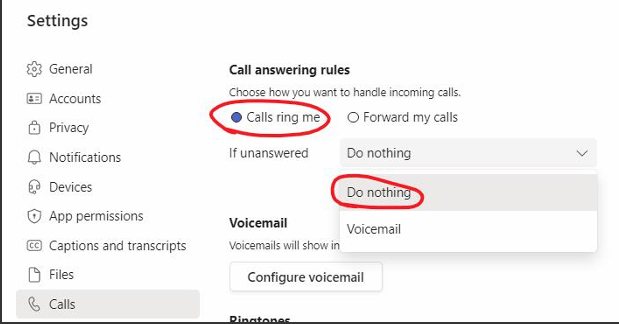 Settings
General
Accounts
Privacy
Notifications
Devices
App permissions
CC Captions and transcripts
Files
Calls
Call answering rules
Choose how you want to handle incoming calls.
Calls ring me Forward my calls
If unanswered Do nothing
Do nothing
Voicemail
Voicemail
Voicemails will show in
Configure voicemail
Ringtones